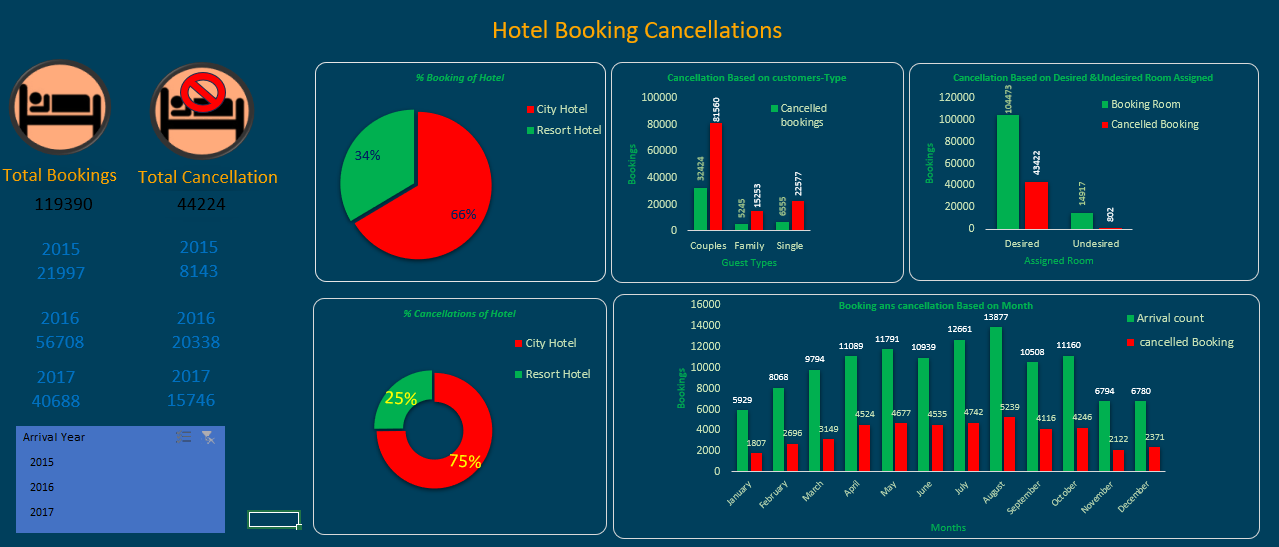 Hotel Booking Cancellations
Total Bookings
119390
2015
21997
2016
56708
2017
40688
Total Cancellation
44224
2015
8143
2016
20338
2017
15746
Arrival Year
2015
2016
2017
% Booking of Hotel
34%
66%
City Hotel
Resort Hotel
% Cancellations of Hotel
25%
75%
City Hotel
Resort Hotel
Cancellation Based on customers-Type
Cancelled
bookings
Bookings
100000
80000
60000
40000
20000
0
32424
81560
5245
15253
6555
22577
Couples Family Single
Guest Types
Cancellation Based on Desired &Undesired Room Assigned
Booking Room
Cancelled Booking
Bookings
120000
100000
80000
60000
40000
20000
0
104473
43422
14917
802
Desired Undesired
Assigned Room
Booking ans cancellation Based on Month
Arrival count
cancelled Booking
Bookings
16000
14000
12000
10000
8000
6000
4000
2000
0
5929
1807
8068
2696
9794
3149
11089
4524
11791
4677
10939
4535
12661
4742
13877
5239
10508
4116
11160
4246
6794
2122
6780
2371
January February March April May June July August September October November December
Months